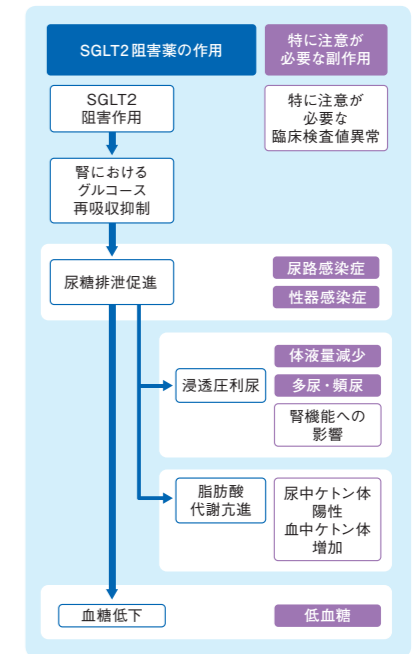 SGLT2阻害薬の作用
特に注意が
必要な副作用
SGLT2
阻害作用
特に注意が
必要な
臨床検査値異常
腎における
グルコース
再吸収抑制
尿糖排泄促進
尿路感染症
性器感染症
浸透圧利尿
体液量減少
多尿・頻尿
腎機能への
影響
脂肪酸
代謝亢進
尿中ケトン体
陽性
血中ケトン体
増加
血糖低下
低血糖